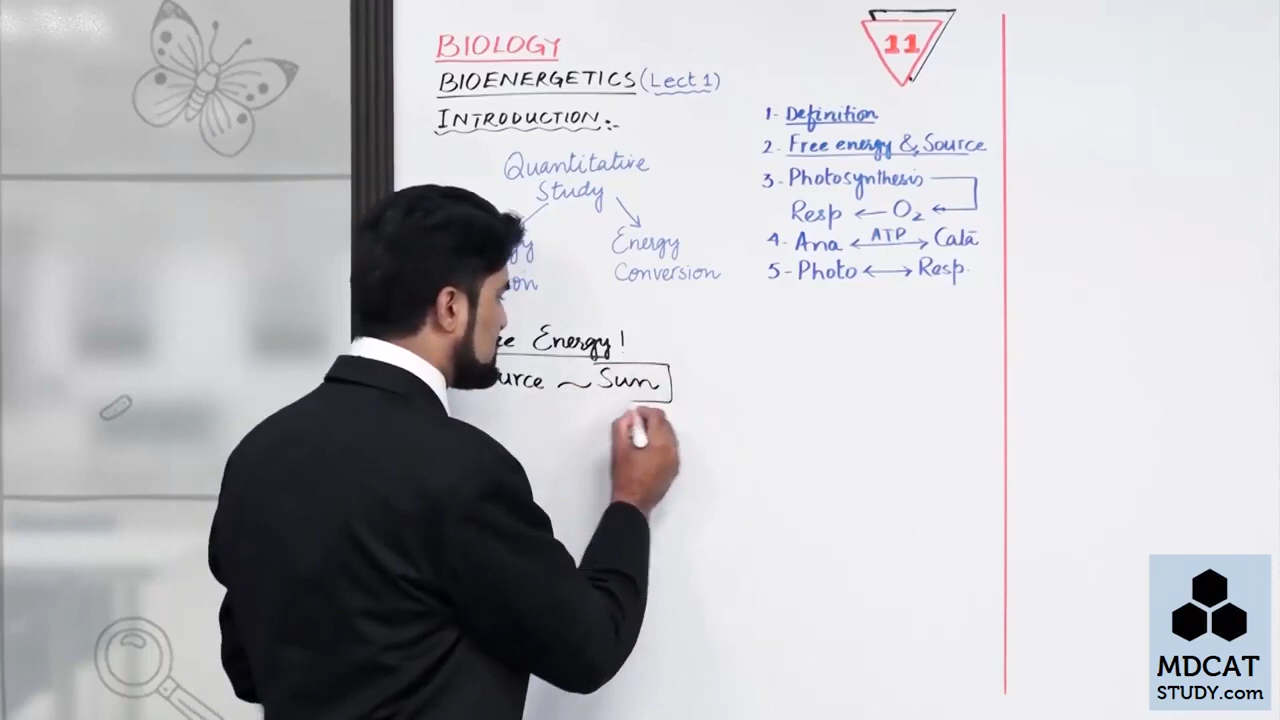 BIOLOGY
BIOENERGETICS (Lect 1)
INTRODUCTION:-
Quantitative
Study
Energy
Conversion
Energy!
Sun
11
1- Definition
2- Free energy & Source
3- Photosynthesis
Resp ← O₂ ←
4- Ana ←ATP→ Cata
5- Photo ←→ Resp.
MDCAT
STUDY.com